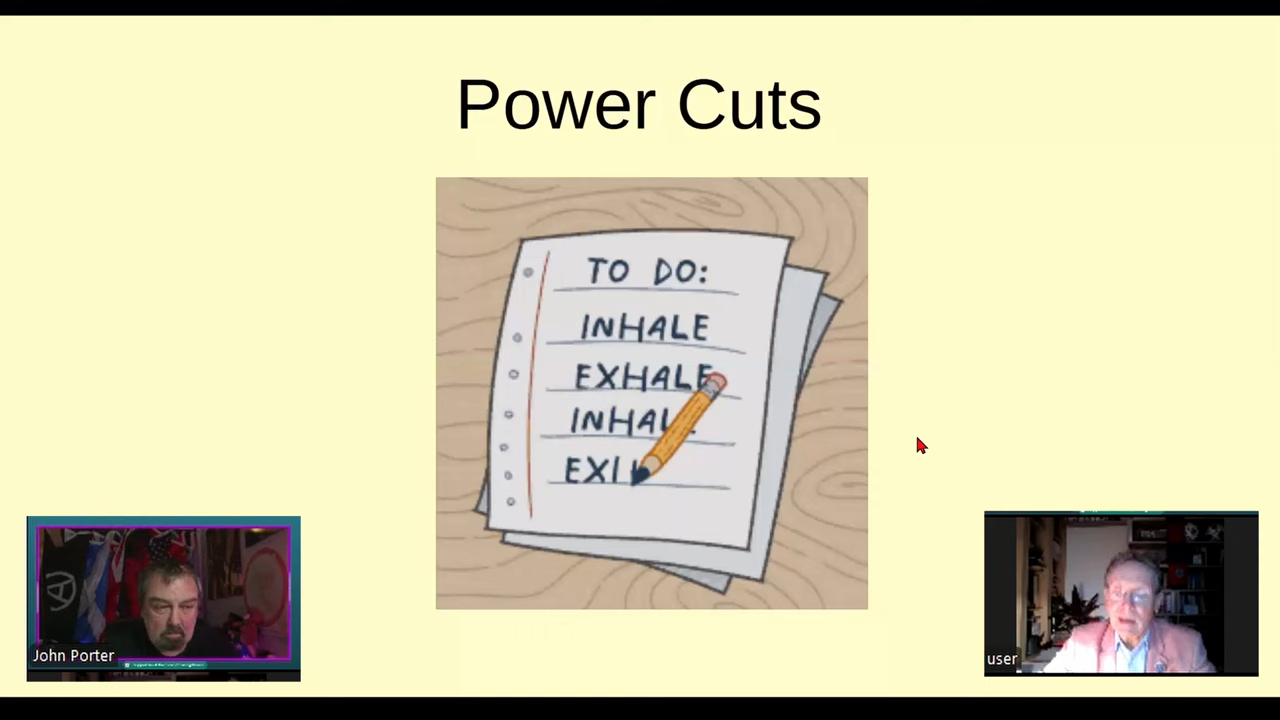 Power Cuts
TO DO:
INHALE
EXHALE
INHAL
EXI
John Porter
user